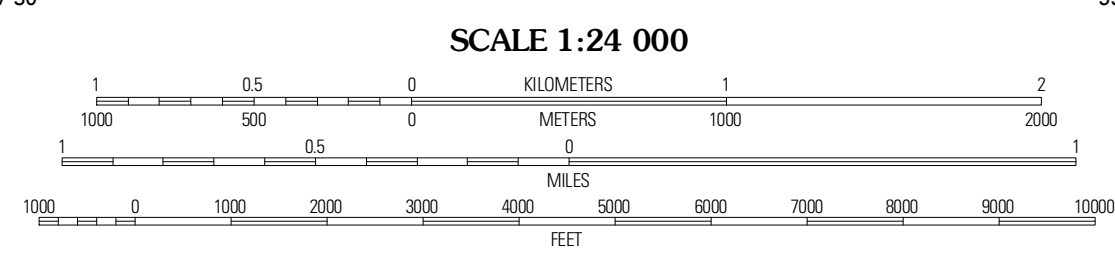 SCALE 1:24 000
1 0.5 0 KILOMETERS 1 2
1000 500 0 METERS 1000 2000
1 0.5 0 1
MILES
1000 0 1000 2000 3000 4000 5000 6000 7000 8000 9000 10000
FEET